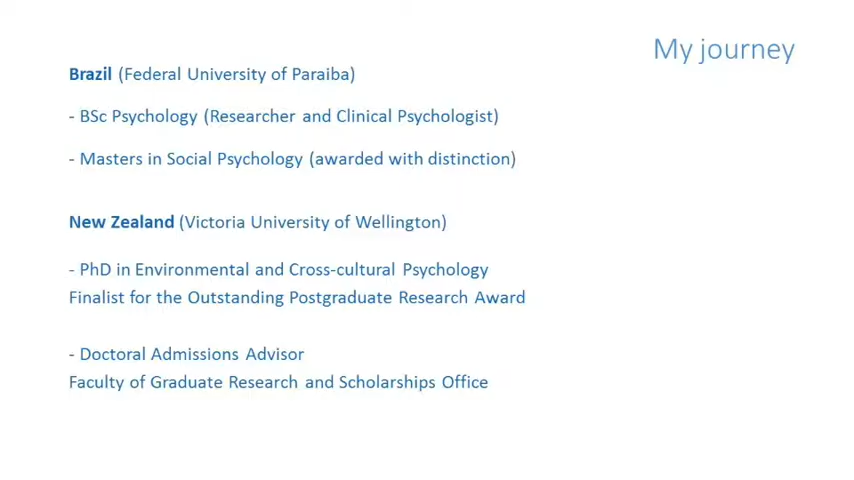 My journey
Brazil (Federal University of Paraiba)
- BSc Psychology (Researcher and Clinical Psychologist)
- Masters in Social Psychology (awarded with distinction)
New Zealand (Victoria University of Wellington)
- PhD in Environmental and Cross-cultural Psychology
Finalist for the Outstanding Postgraduate Research Award
- Doctoral Admissions Advisor
Faculty of Graduate Research and Scholarships Office